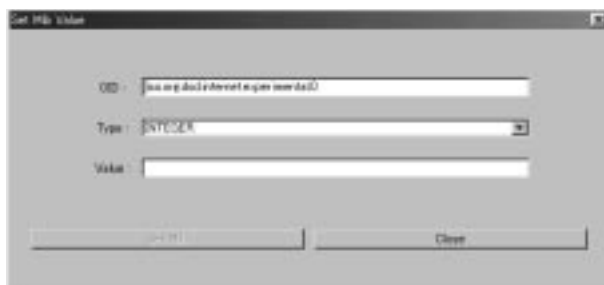 Set Mib Value
OID :
iso.org.dod.internet.experimental.0
Type :
INTEGER
Value :
Close